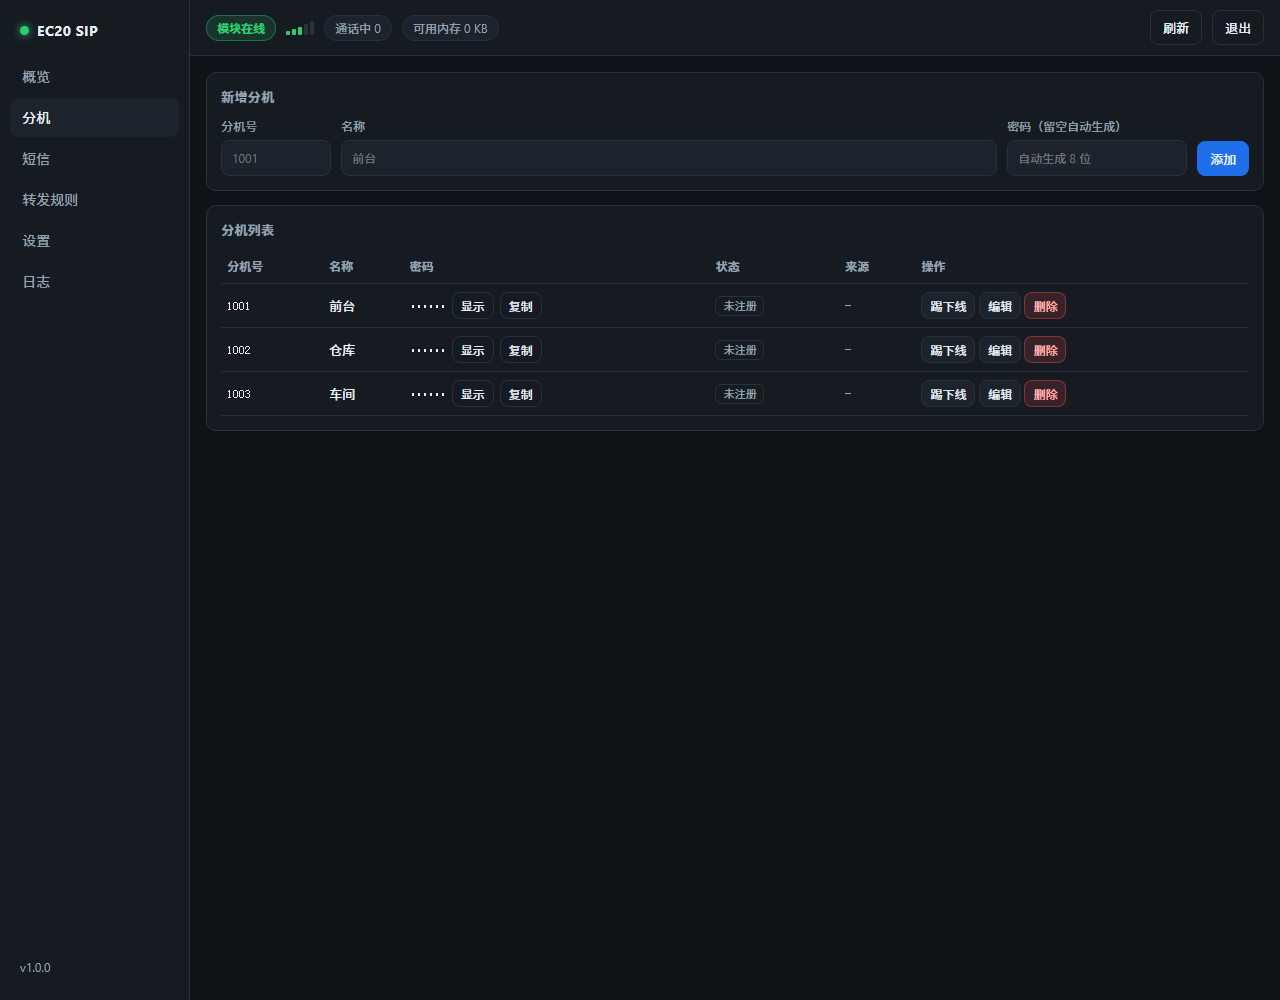 EC20 SIP
概览
分机
短信
转发规则
设置
日志
v1.0.0
模块在线 通话中 0 可用内存 0 KB 刷新 退出
新增分机
分机号 名称 密码（留空自动生成）
1001 前台 自动生成 8 位 添加
分机列表
分机号 名称 密码 状态 来源 操作
1001 前台 •••••• 显示 复制 未注册 – 踢下线 编辑 删除
1002 仓库 •••••• 显示 复制 未注册 – 踢下线 编辑 删除
1003 车间 •••••• 显示 复制 未注册 – 踢下线 编辑 删除